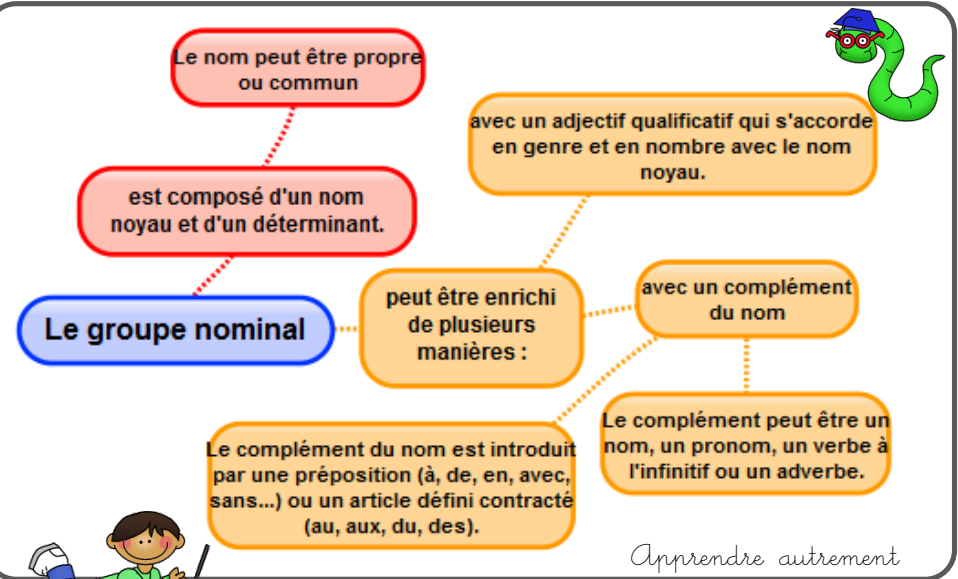 Le nom peut être propre
ou commun
est composé d'un nom
noyau et d'un déterminant.
Le groupe nominal
peut être enrichi
de plusieurs
manières :
avec un adjectif qualificatif qui s'accorde
en genre et en nombre avec le nom
noyau.
avec un complément
du nom
Le complément du nom est introduit
par une préposition (à, de, en, avec,
sans...) ou un article défini contracté
(au, aux, du, des).
Le complément peut être un
nom, un pronom, un verbe à
l'infinitif ou un adverbe.
Apprendre autrement